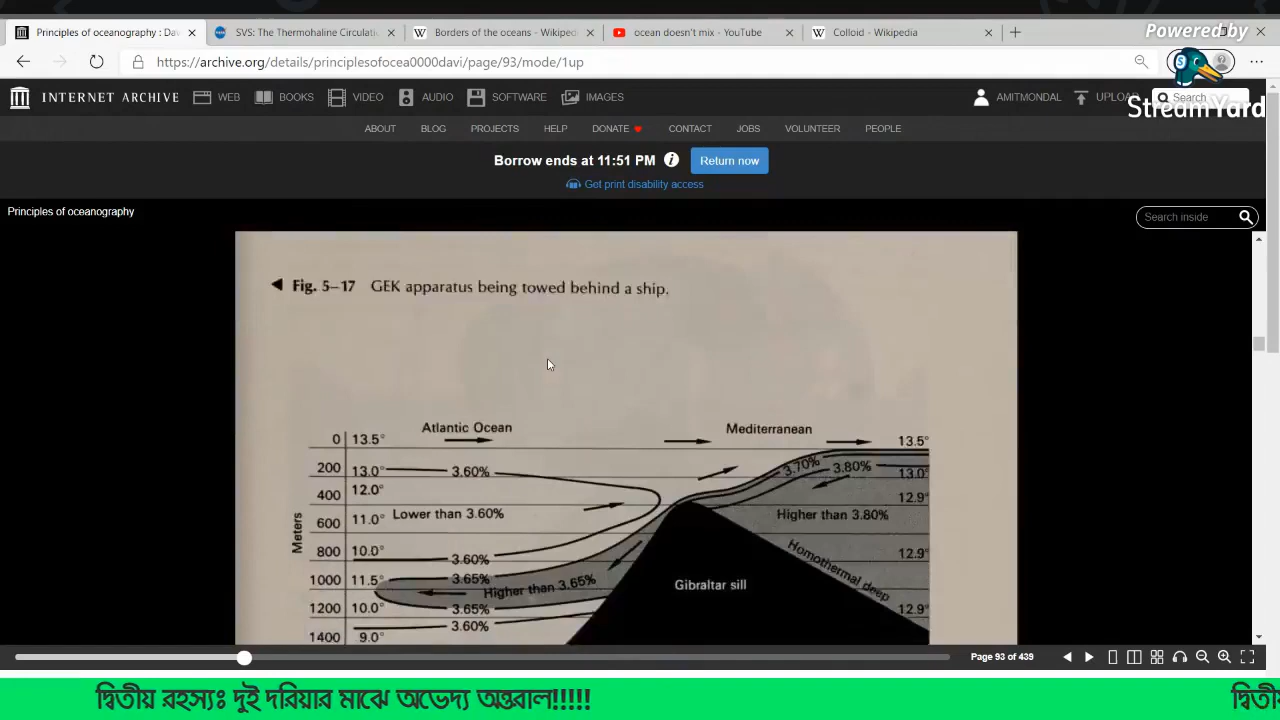 Principles of oceanography : Dav
SVS: The Thermohaline Circulati
Borders of the oceans - Wikiped
ocean doesn't mix - YouTube
Colloid - Wikipedia
Powered by
https://archive.org/details/principlesofocea0000davi/page/93/mode/1up
INTERNET ARCHIVE WEB BOOKS VIDEO AUDIO SOFTWARE IMAGES AMITMONDAL UPLOAD Search
StreamYard
ABOUT BLOG PROJECTS HELP DONATE CONTACT JOBS VOLUNTEER PEOPLE
Borrow ends at 11:51 PM Return now
Get print disability access
Principles of oceanography
Search inside
Fig. 5–17 GEK apparatus being towed behind a ship.
Atlantic Ocean Mediterranean
0 13.5° 13.5°
200 13.0° 3.60% 3.70% 3.80% 13.0°
400 12.0° 12.9°
Lower than 3.60% Higher than 3.80%
600 11.0°
Meters
800 10.0° 3.60% 12.9°
Homothermal deep
1000 11.5° 3.65% Higher than 3.65% Gibraltar sill
1200 10.0° 3.65% 12.9°
3.60%
1400 9.0°
Page 93 of 439
দ্বিতীয় রহস্যঃ দুই দরিয়ার মাঝে অভেদ্য অন্তরাল!!!!!
দ্বিতী